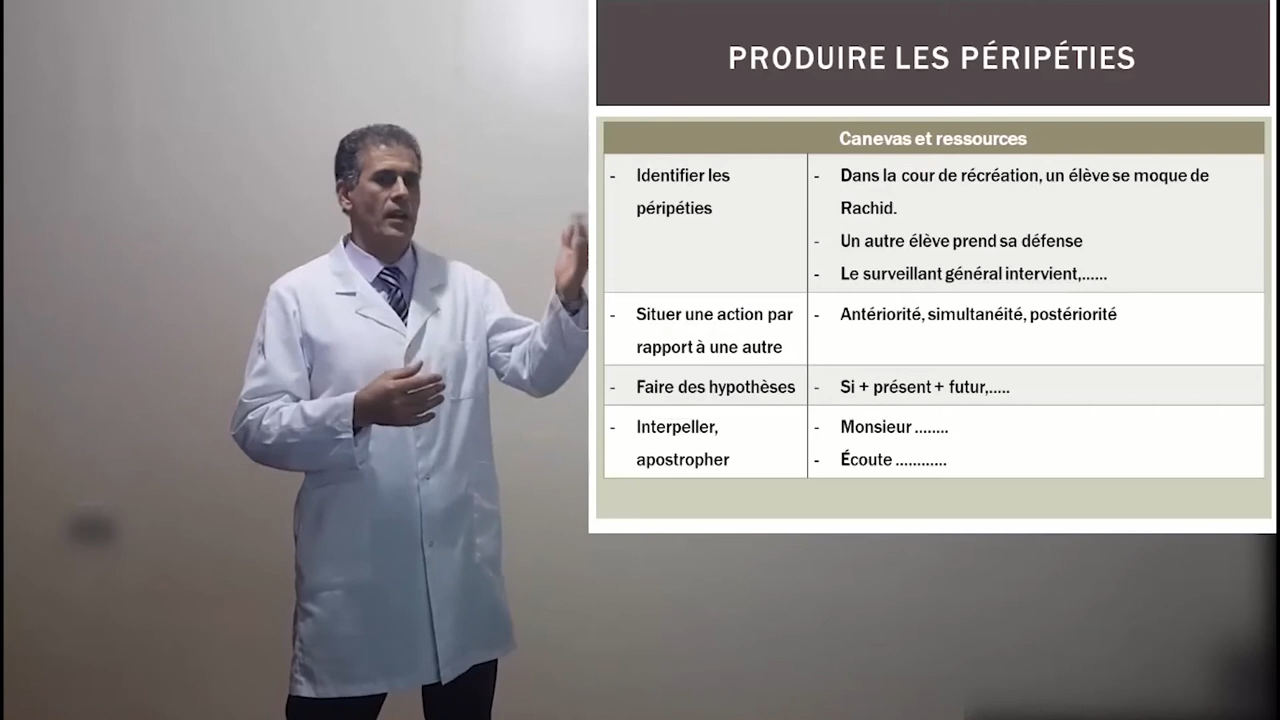 PRODUIRE LES PÉRIPÉTIES
Canevas et ressources
- Identifier les
péripéties
- Dans la cour de récréation, un élève se moque de
Rachid.
- Un autre élève prend sa défense
- Le surveillant général intervient,......
- Situer une action par
rapport à une autre
- Antériorité, simultanéité, postériorité
- Faire des hypothèses
- Si + présent + futur,.....
- Interpeller,
apostropher
- Monsieur ........
- Écoute ............